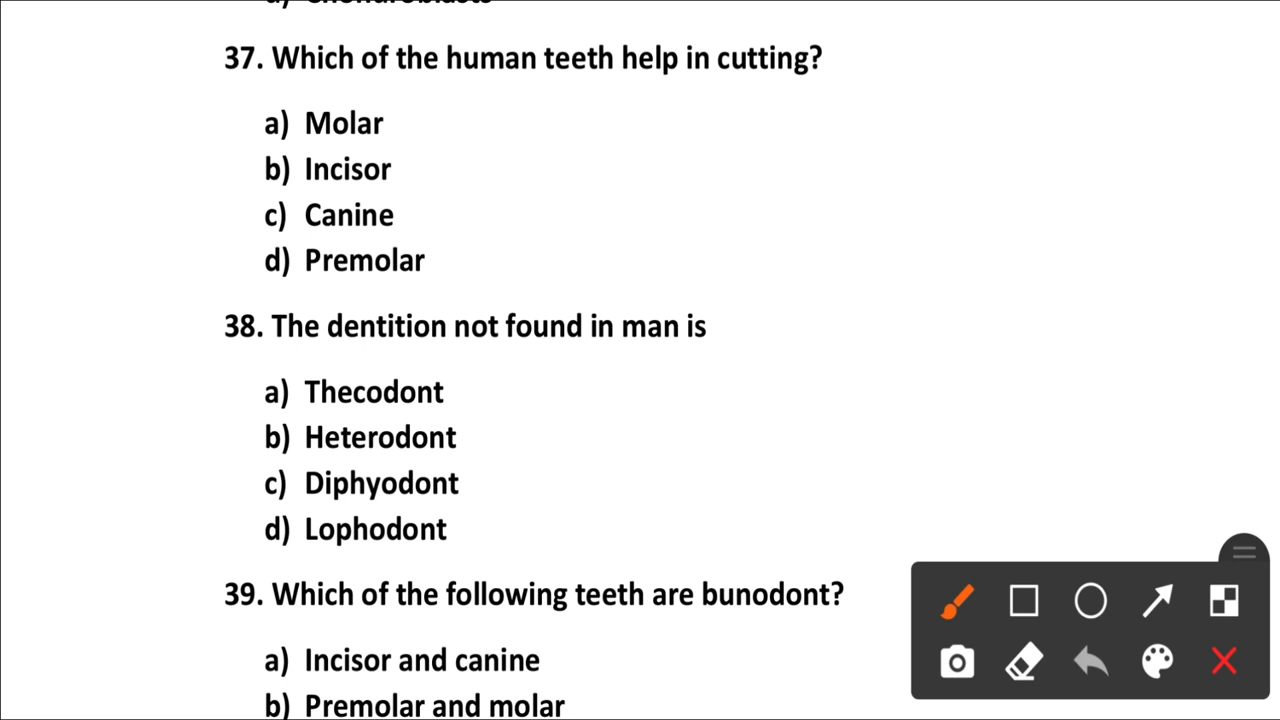 37. Which of the human teeth help in cutting?
a) Molar
b) Incisor
c) Canine
d) Premolar
38. The dentition not found in man is
a) Thecodont
b) Heterodont
c) Diphyodont
d) Lophodont
39. Which of the following teeth are bunodont?
a) Incisor and canine
b) Premolar and molar